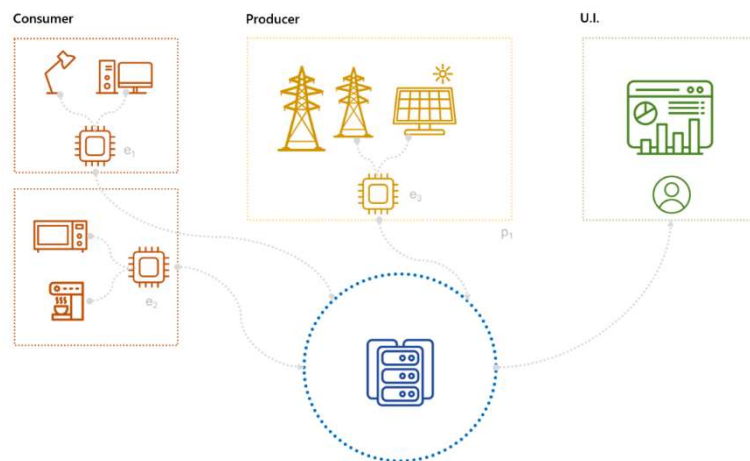 Consumer
Producer
U.I.
e₁
e₃
p₁
e₂